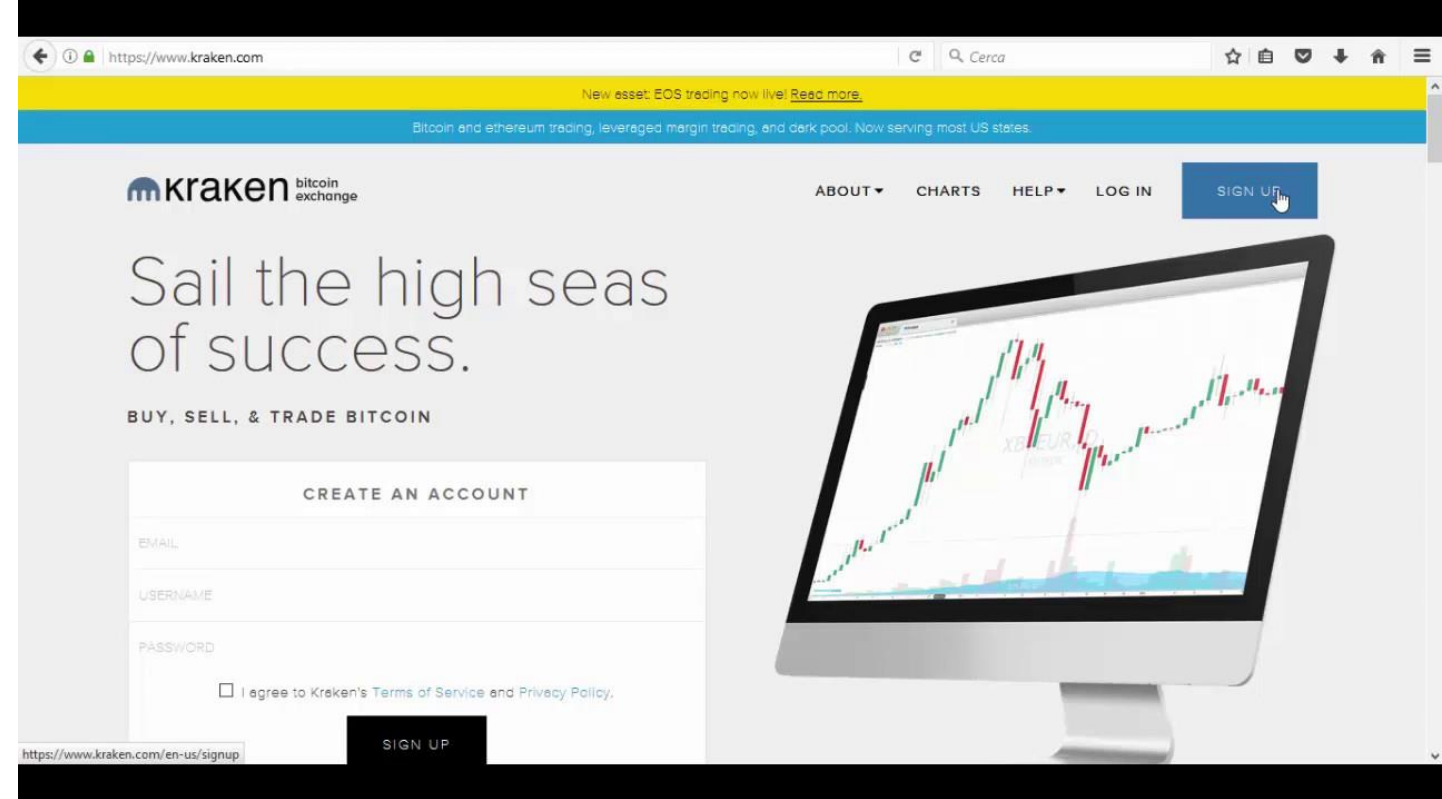 https://www.kraken.com
Cerca
New asset: EOS trading now live! Read more.
Bitcoin and ethereum trading, leveraged margin trading, and dark pool. Now serving most US states.
kraken bitcoin exchange
ABOUT CHARTS HELP LOG IN SIGN UP
Sail the high seas
of success.
BUY, SELL, & TRADE BITCOIN
CREATE AN ACCOUNT
EMAIL
USERNAME
PASSWORD
I agree to Kraken's Terms of Service and Privacy Policy.
SIGN UP
https://www.kraken.com/en-us/signup